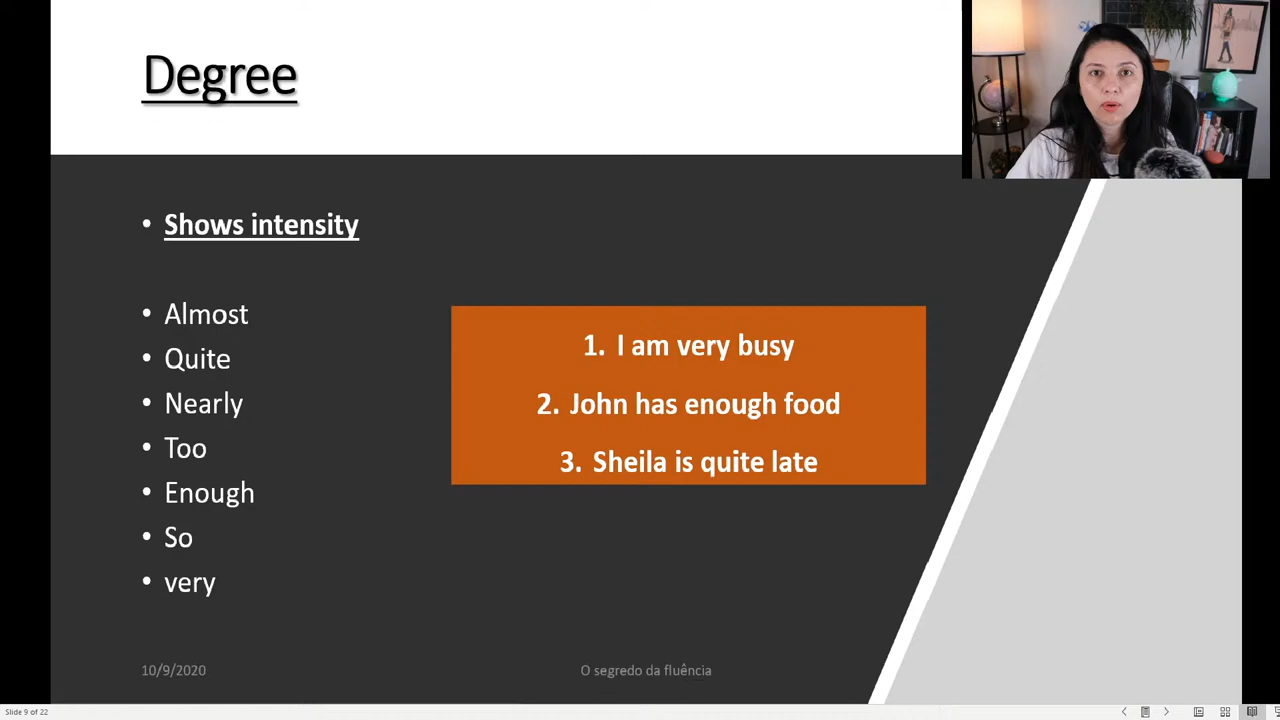 Degree
• Shows intensity
• Almost
• Quite
• Nearly
• Too
• Enough
• So
• very
1. I am very busy
2. John has enough food
3. Sheila is quite late
10/9/2020
O segredo da fluência
Slide 9 of 22